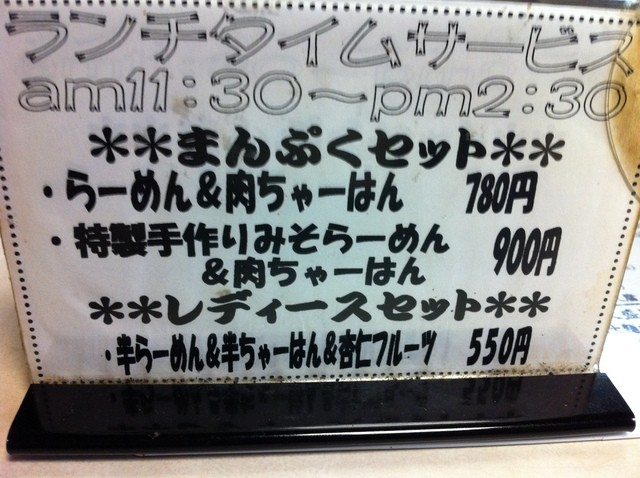 ランチタイムサービス
am11:30～pm2:30
＊＊まんぷくセット＊＊
・らーめん＆肉ちゃーはん 780円
・特製手作りみそらーめん 900円
＆肉ちゃーはん
＊＊レディースセット＊＊
・半らーめん＆半ちゃーはん＆杏仁フルーツ 550円